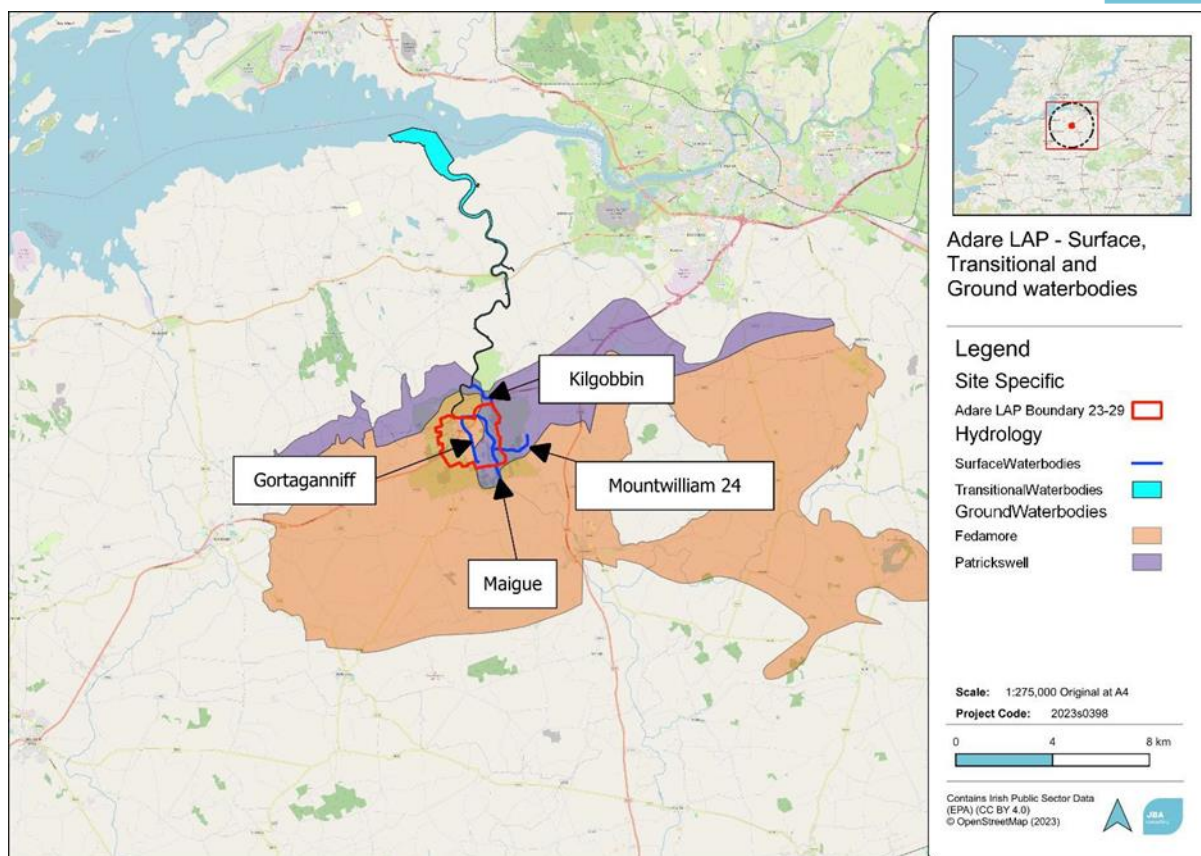 Kilgobbin
Gortaganniff
Mountwilliam 24
Maigue
Adare LAP - Surface,
Transitional and
Ground waterbodies
Legend
Site Specific
Adare LAP Boundary 23-29
Hydrology
SurfaceWaterbodies
TransitionalWaterbodies
GroundWaterbodies
Fedamore
Patrickswell
Scale: 1:275,000 Original at A4
Project Code: 2023s0398
0 4 8 km
Contains Irish Public Sector Data
(EPA) (CC BY 4.0)
© OpenStreetMap (2023)
JBA
consulting